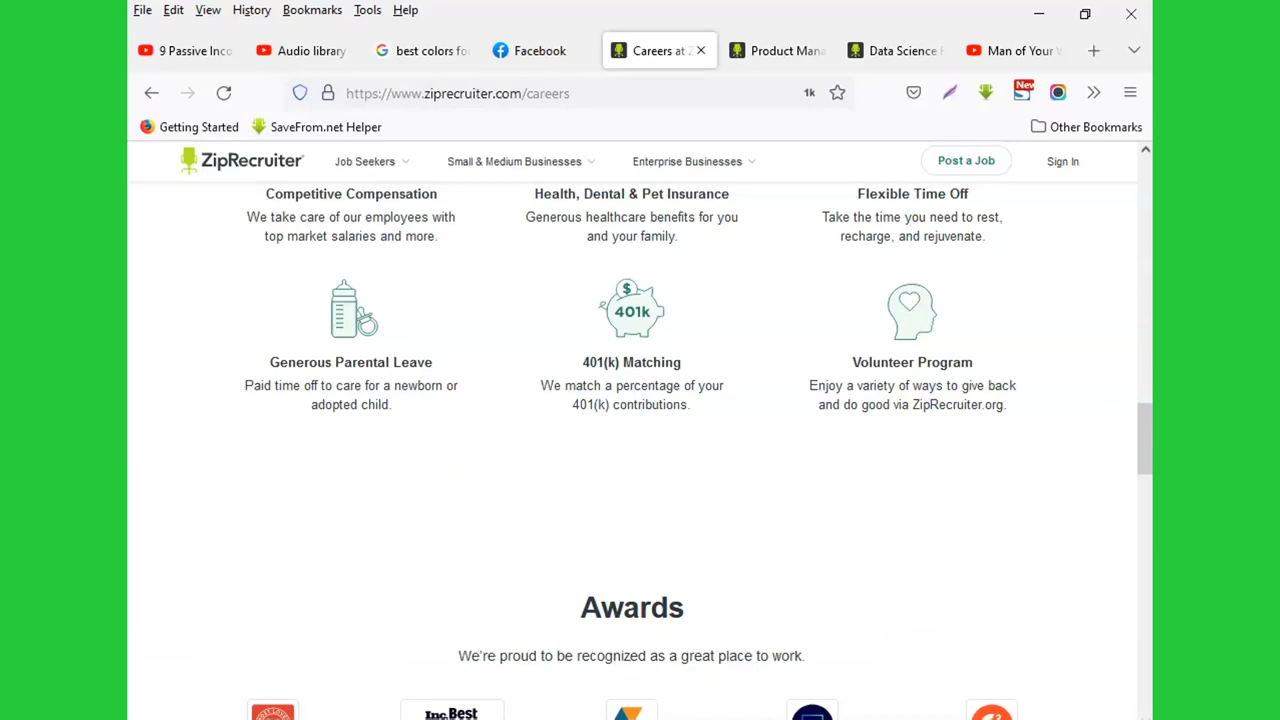 File Edit View History Bookmarks Tools Help
9 Passive Inco
Audio library
best colors fo
Facebook
Careers at Z
Product Mana
Data Science
Man of Your
https://www.ziprecruiter.com/careers
1k
New
Getting Started
SaveFrom.net Helper
Other Bookmarks
ZipRecruiter
Job Seekers
Small & Medium Businesses
Enterprise Businesses
Post a Job
Sign In
Competitive Compensation
We take care of our employees with
top market salaries and more.
Health, Dental & Pet Insurance
Generous healthcare benefits for you
and your family.
Flexible Time Off
Take the time you need to rest,
recharge, and rejuvenate.
Generous Parental Leave
Paid time off to care for a newborn or
adopted child.
$
401k
401(k) Matching
We match a percentage of your
401(k) contributions.
Volunteer Program
Enjoy a variety of ways to give back
and do good via ZipRecruiter.org.
Awards
We're proud to be recognized as a great place to work.
Inc.Best